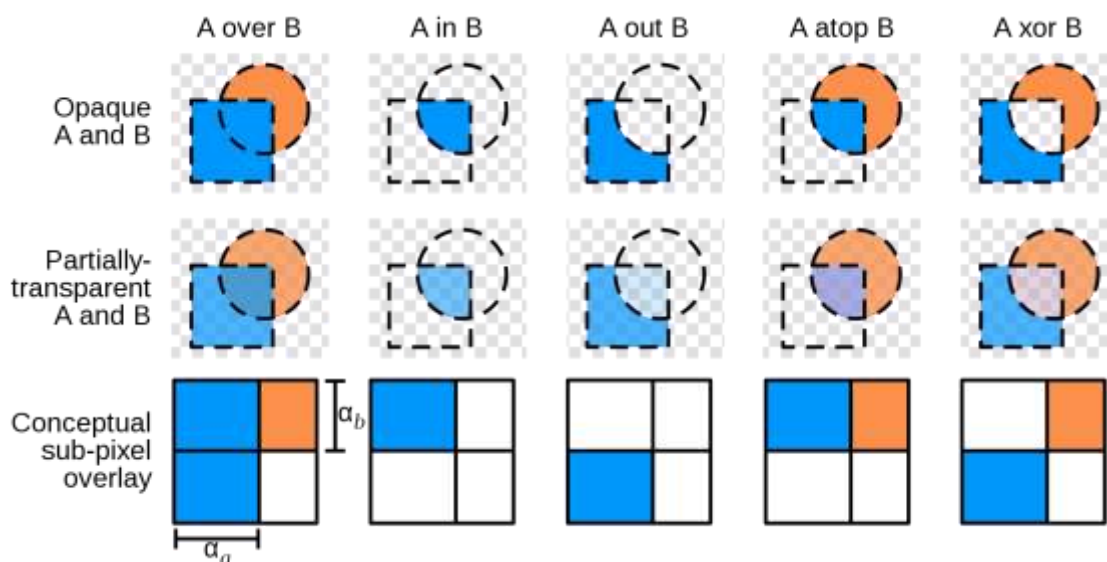 A over B
A in B
A out B
A atop B
A xor B
Opaque
A and B
Partially-
transparent
A and B
Conceptual
sub-pixel
overlay
αb
αa